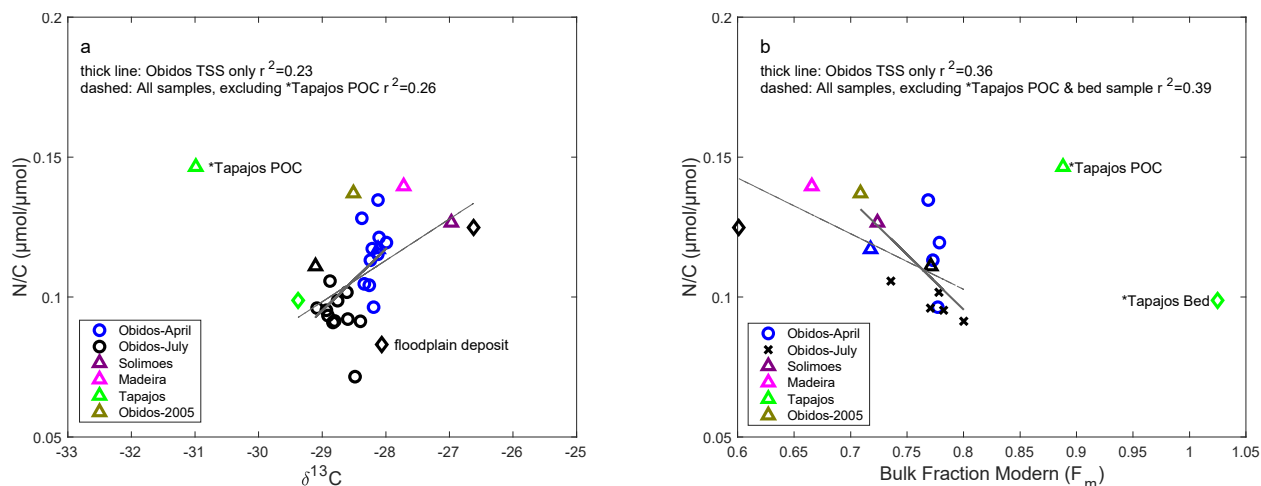 a
thick line: Obidos TSS only r²=0.23
dashed: All samples, excluding *Tapajos POC r²=0.26
*Tapajos POC
floodplain deposit
Obidos-April
Obidos-July
Solimoes
Madeira
Tapajos
Obidos-2005
0.2
0.15
0.1
0.05
N/C (μmol/μmol)
-33
-32
-31
-30
-29
-28
-27
-26
-25
δ¹³C
b
thick line: Obidos TSS only r²=0.36
dashed: All samples, excluding *Tapajos POC & bed sample r²=0.39
*Tapajos POC
*Tapajos Bed
Obidos-April
Obidos-July
Solimoes
Madeira
Tapajos
Obidos-2005
0.2
0.15
0.1
0.05
N/C (μmol/μmol)
0.6
0.65
0.7
0.75
0.8
0.85
0.9
0.95
1
1.05
Bulk Fraction Modern (Fₘ)